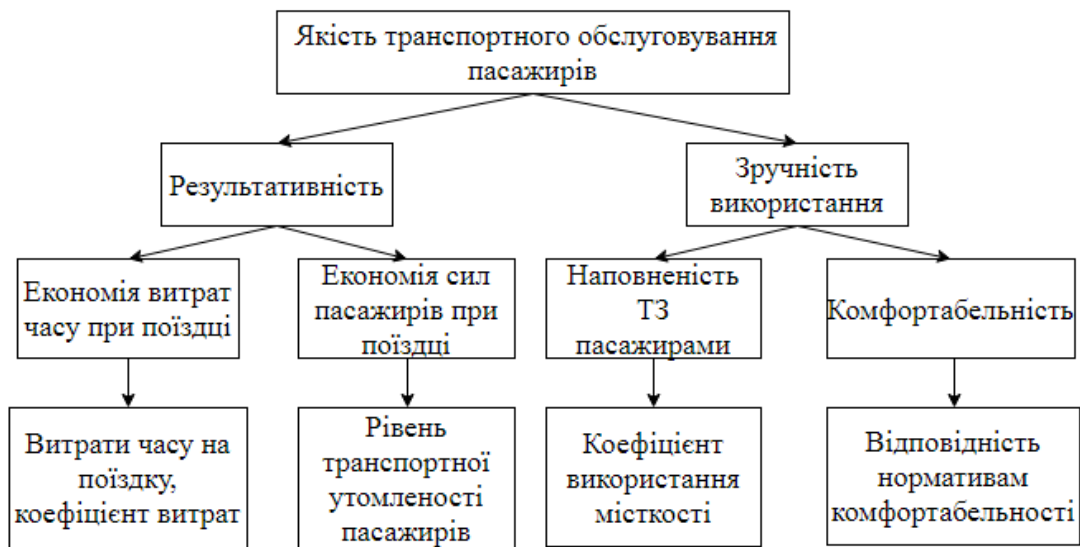 Якість транспортного обслуговування
пасажирів
Результативність
Зручність
використання
Економія витрат
часу при поїздці
Економія сил
пасажирів при
поїздці
Наповненість
ТЗ
пасажирами
Комфортабельність
Витрати часу на
поїздку,
коефіцієнт витрат
Рівень
транспортної
утомленості
пасажирів
Коефіцієнт
використання
місткості
Відповідність
нормативам
комфортабельності